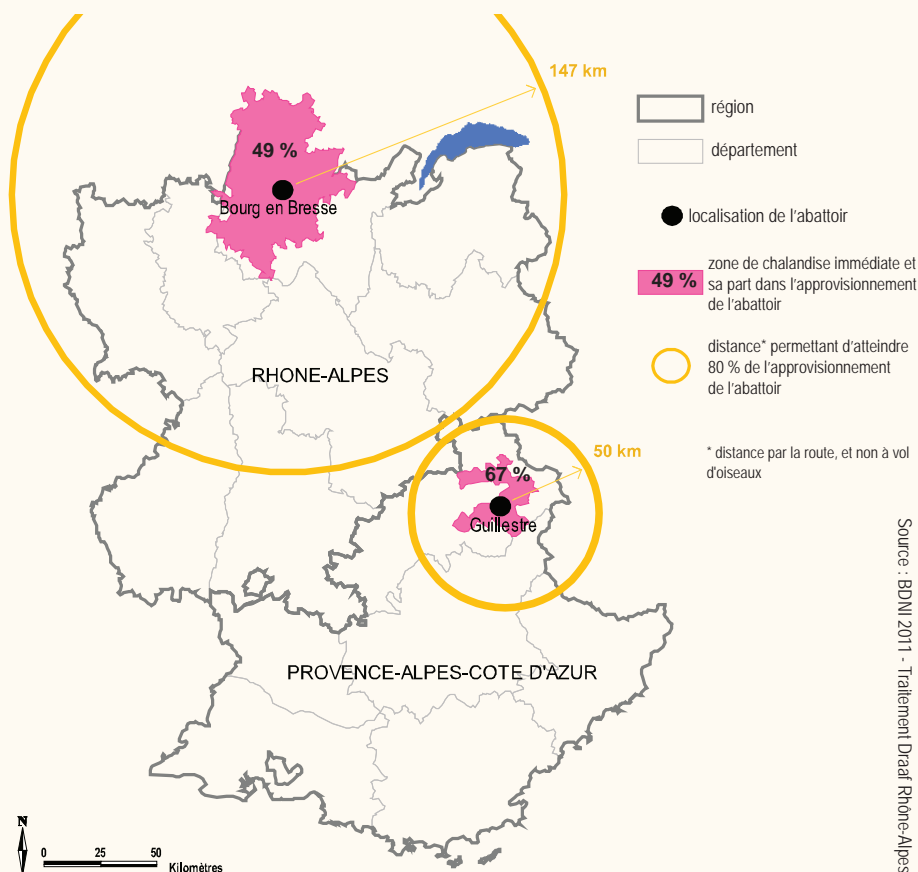 147 km
49 %
Bourg en Bresse
RHONE-ALPES
50 km
67 %
Guillestre
PROVENCE-ALPES-COTE D'AZUR
N
0 25 50
Kilomètres
région
département
localisation de l'abattoir
49 %
zone de chalandise immédiate et
sa part dans l'approvisionnement
de l'abattoir
distance* permettant d'atteindre
80 % de l'approvisionnement
de l'abattoir
* distance par la route, et non à vol
d'oiseaux
Source : BDNI 2011 - Traitement Draaf Rhône-Alpes